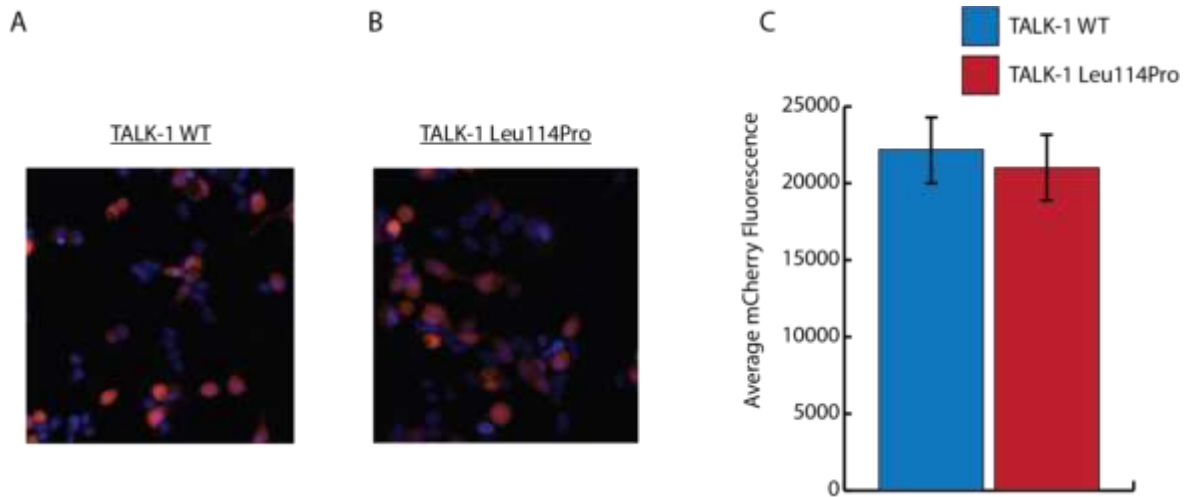 A
B
C
TALK-1 WT
TALK-1 Leu114Pro
TALK-1 WT
TALK-1 Leu114Pro
Average mCherry Fluorescence
25000
20000
15000
10000
5000
0